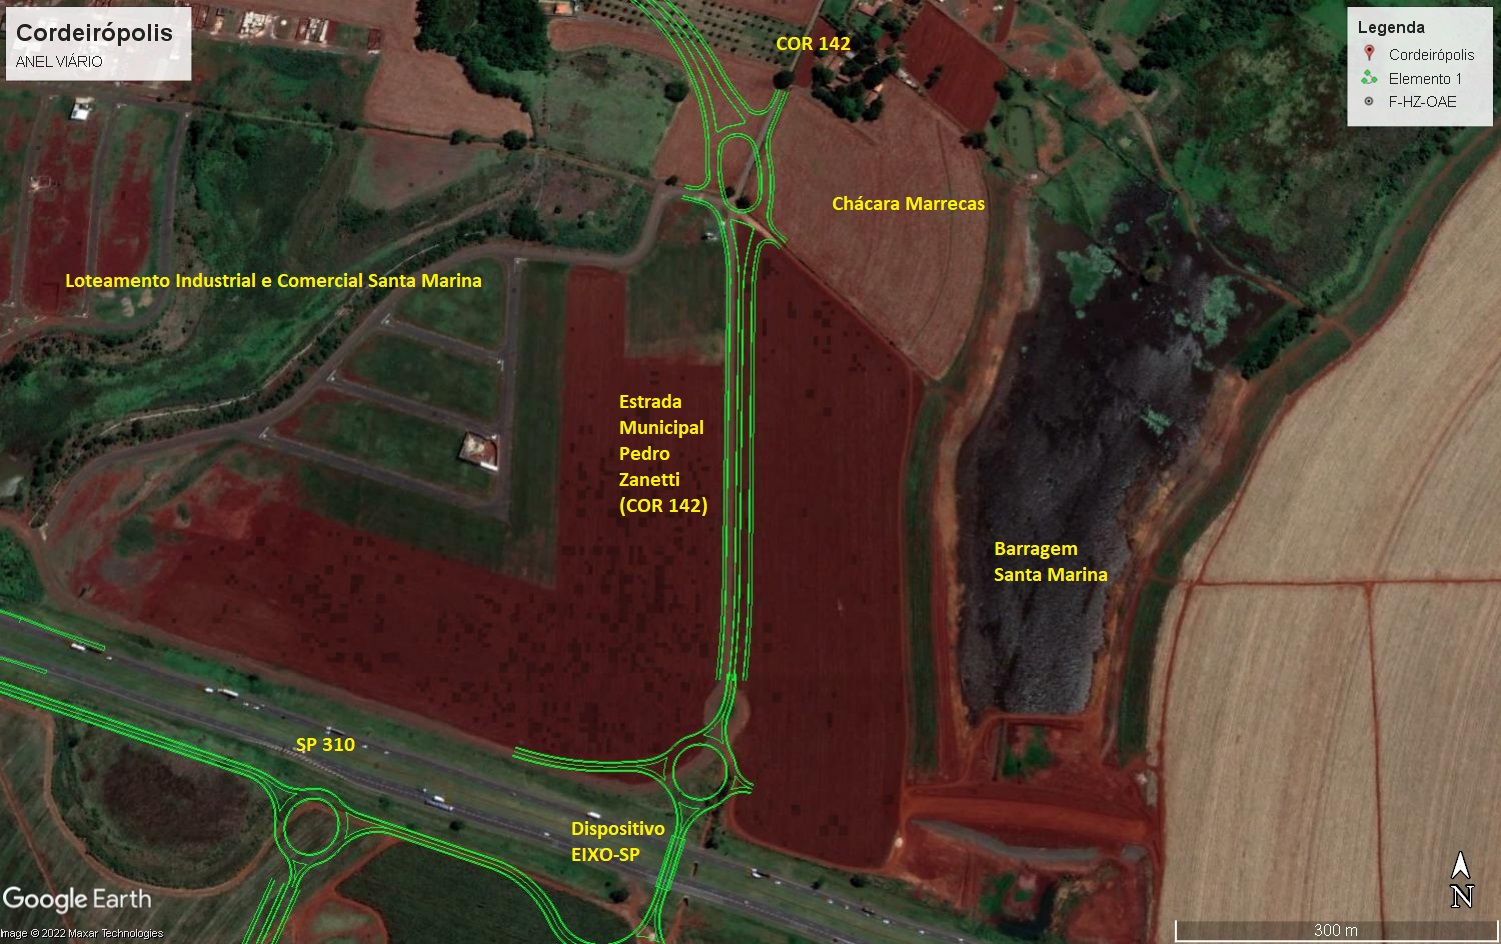 Cordeirópolis
ANEL VIÁRIO
COR 142
Legenda
Cordeirópolis
Elemento 1
F-HZ-OAE
Chácara Marrecas
Loteamento Industrial e Comercial Santa Marina
Estrada
Municipal
Pedro
Zanetti
(COR 142)
Barragem
Santa Marina
SP 310
Dispositivo
EIXO-SP
Google Earth
Image © 2022 Maxar Technologies
N
300 m